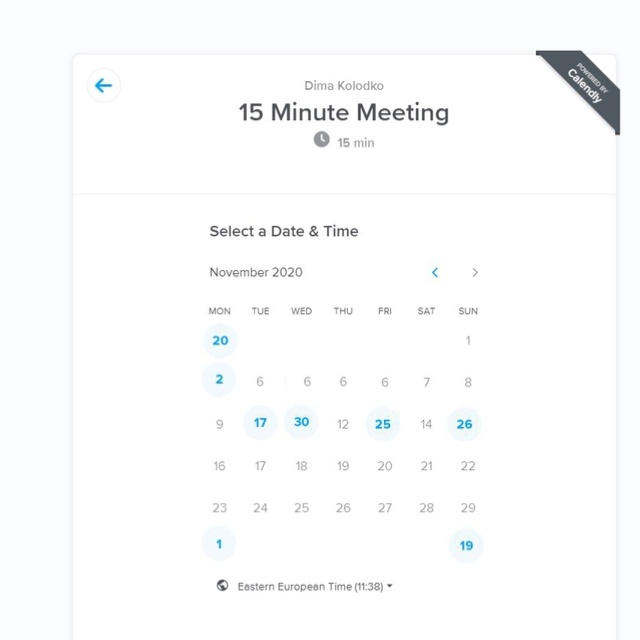 POWERED BY
Calendly
Dima Kolodko
15 Minute Meeting
15 min
Select a Date & Time
November 2020
MON TUE WED THU FRI SAT SUN
20 1
2 6 6 6 6 7 8
9 17 30 12 25 14 26
16 17 18 19 20 21 22
23 24 25 26 27 28 29
1 19
Eastern European Time (11:38)